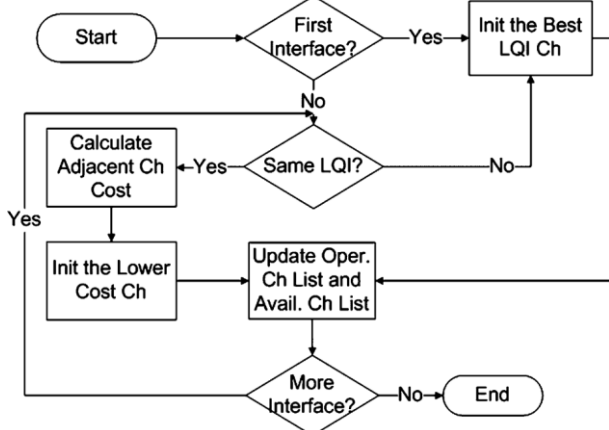 Start
First
Interface?
Yes
Init the Best
LQI Ch
No
Same LQI?
Yes
No
Calculate
Adjacent Ch
Cost
Yes
Init the Lower
Cost Ch
Update Oper.
Ch List and
Avail. Ch List
More
Interface?
No
End